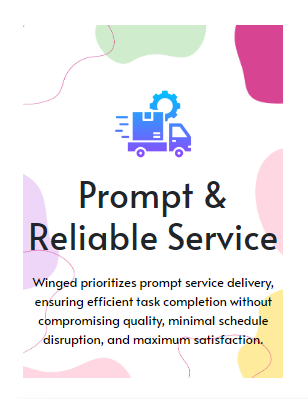 Prompt &
Reliable Service
Winged prioritizes prompt service delivery,
ensuring efficient task completion without
compromising quality, minimal schedule
disruption, and maximum satisfaction.